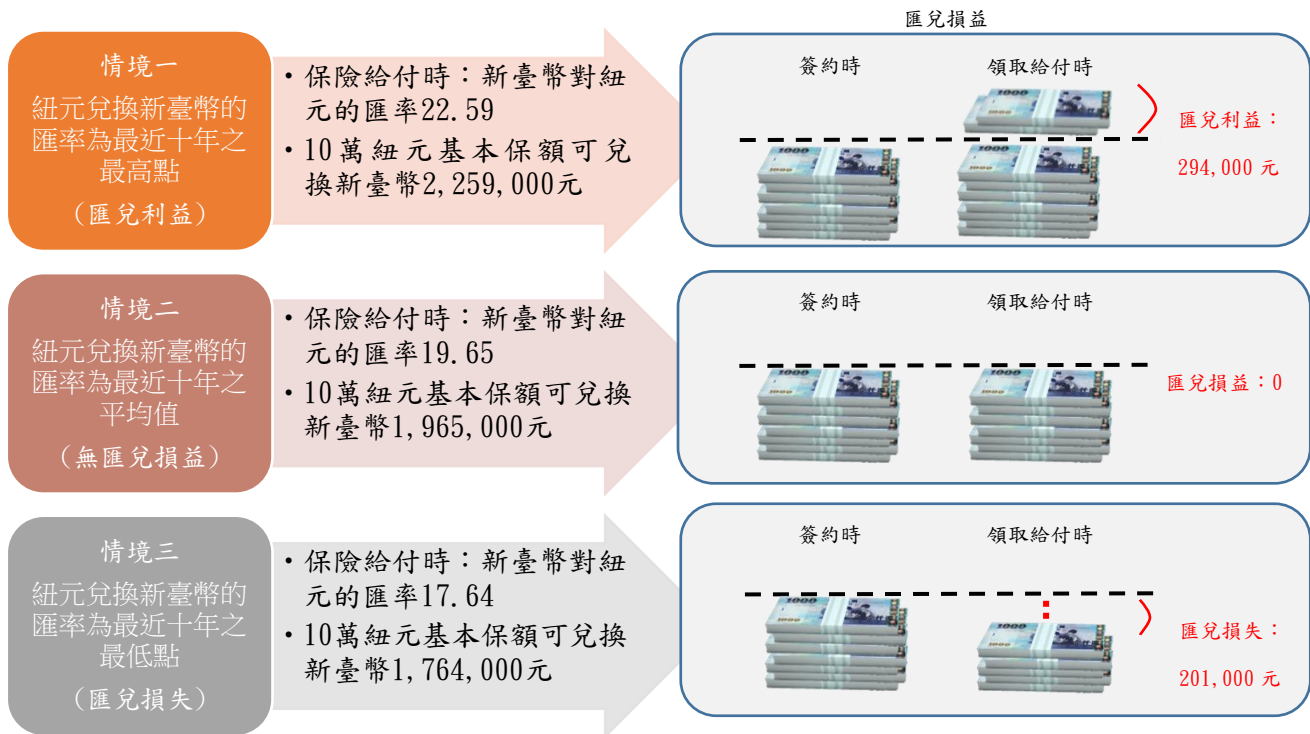 匯兌損益
情境一
紐元兌換新臺幣的
匯率為最近十年之
最高點
（匯兌利益）
•保險給付時：新臺幣對紐
元的匯率22.59
•10萬紐元基本保額可兌
換新臺幣2,259,000元
簽約時
領取給付時
匯兌利益：
294,000 元
情境二
紐元兌換新臺幣的
匯率為最近十年之
平均值
（無匯兌損益）
•保險給付時：新臺幣對紐
元的匯率19.65
•10萬紐元基本保額可兌換
新臺幣1,965,000元
簽約時
領取給付時
匯兌損益：0
情境三
紐元兌換新臺幣的
匯率為最近十年之
最低點
（匯兌損失）
•保險給付時：新臺幣對紐
元的匯率17.64
•10萬紐元基本保額可兌換
新臺幣1,764,000元
簽約時
領取給付時
匯兌損失：
201,000 元